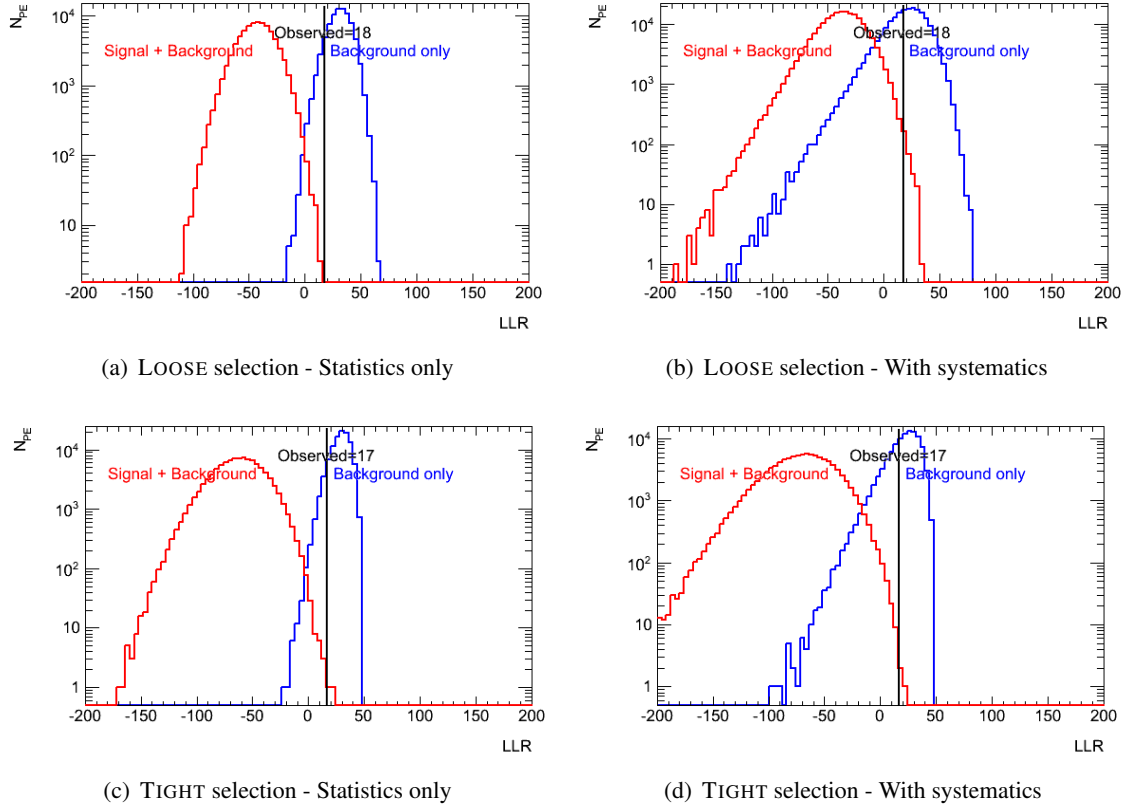 N_PE
10^4
10^3
10^2
10
Observed=18
Signal + Background
Background only
-200 -150 -100 -50 0 50 100 150 200
LLR
(a) LOOSE selection - Statistics only
N_PE
10^4
10^3
10^2
10
1
Observed=18
Signal + Background
Background only
-200 -150 -100 -50 0 50 100 150 200
LLR
(b) LOOSE selection - With systematics
N_PE
10^4
10^3
10^2
10
1
Observed=17
Signal + Background
Background only
-200 -150 -100 -50 0 50 100 150 200
LLR
(c) TIGHT selection - Statistics only
N_PE
10^4
10^3
10^2
10
1
Observed=17
Signal + Background
Background only
-200 -150 -100 -50 0 50 100 150 200
LLR
(d) TIGHT selection - With systematics